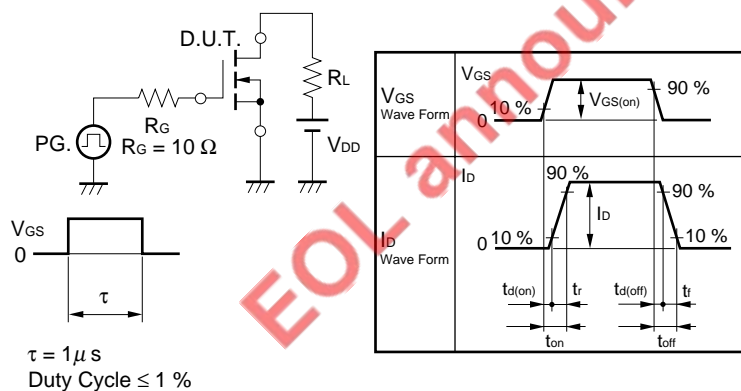 D.U.T.
RL
RG
RG = 10 Ω
PG.
VDD
VGS
0
τ
τ = 1μ s
Duty Cycle ≤ 1 %
VGS
Wave Form
VGS
10 %
0
VGS(on)
90 %
ID
Wave Form
ID
90 %
0
10 %
ID
90 %
10 %
td(on)
tr
td(off)
tf
ton
toff
EOL announ